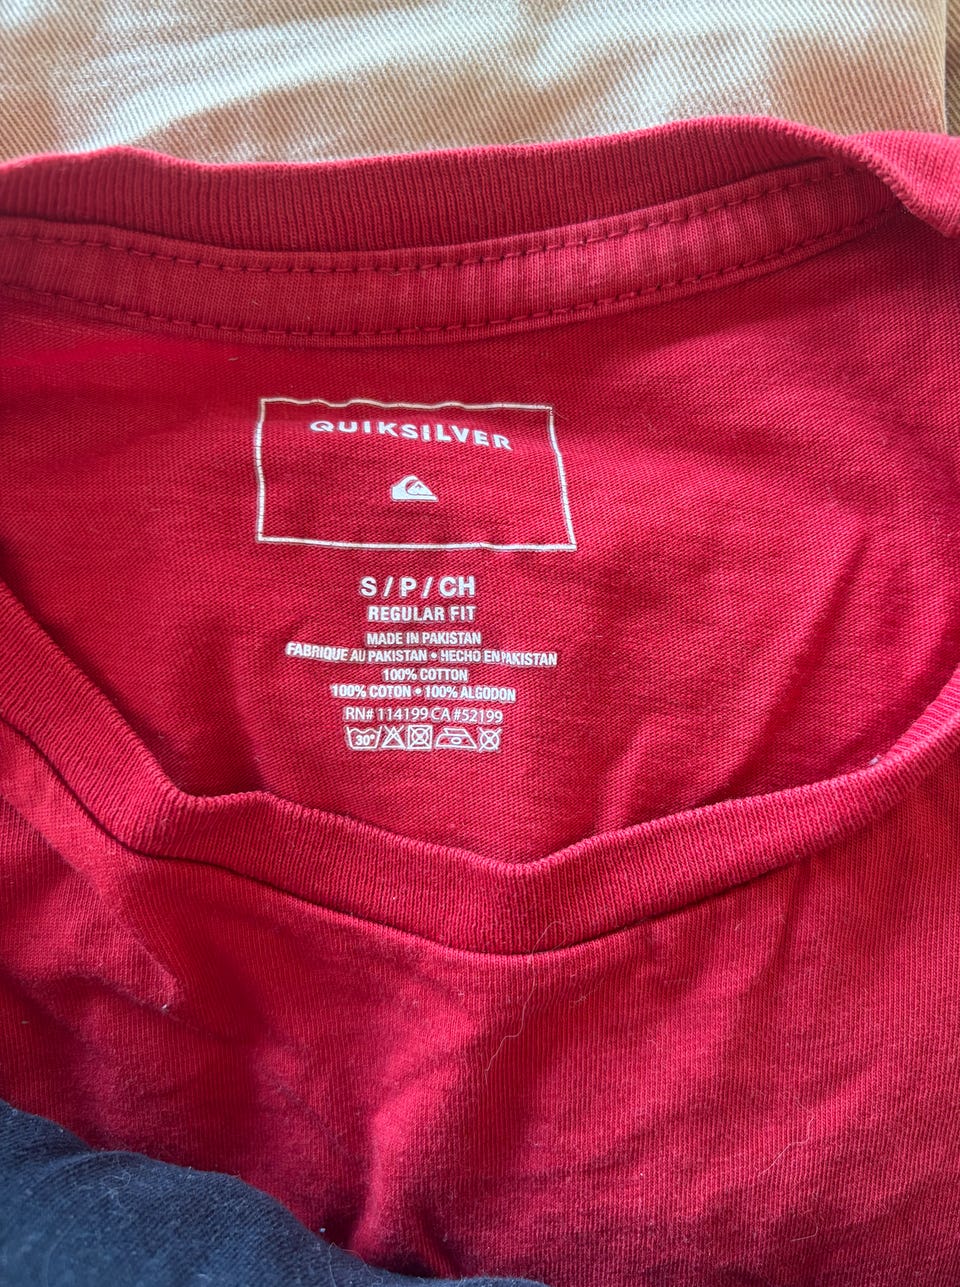 QUIKSILVER
S / P / CH
REGULAR FIT
MADE IN PAKISTAN
FABRIQUE AU PAKISTAN • HECHO EN PAKISTAN
100% COTTON
100% COTON • 100% ALGODON
RN# 114199 CA #52199
30°